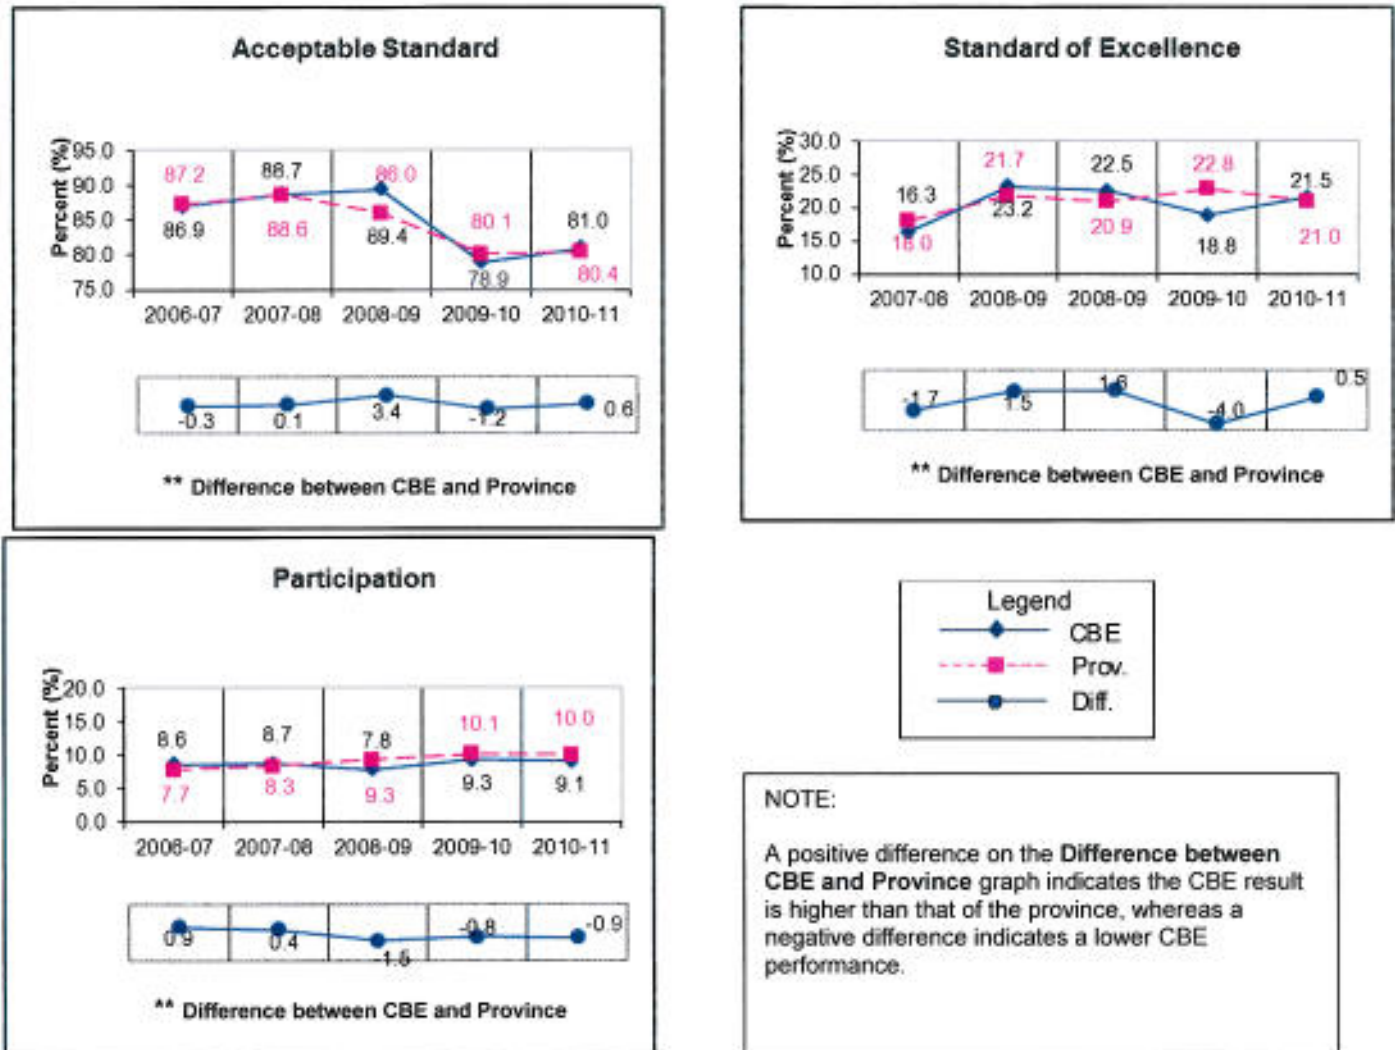 Acceptable Standard
Percent (%)
95.0
90.0
85.0
80.0
75.0
87.2
88.7
86.0
80.1
81.0
86.9
88.6
89.4
78.9
80.4
2006-07 2007-08 2008-09 2009-10 2010-11
-0.3 0.1 3.4 -1.2 0.6
** Difference between CBE and Province
Standard of Excellence
Percent (%)
30.0
25.0
20.0
15.0
10.0
16.3
21.7
22.5
22.8
21.5
18.0
23.2
20.9
18.8
21.0
2007-08 2008-09 2008-09 2009-10 2010-11
-1.7 1.5 1.6 -4.0 0.5
** Difference between CBE and Province
Participation
Percent (%)
20.0
15.0
10.0
5.0
0.0
8.6
8.7
7.8
10.1
10.0
7.7
8.3
9.3
9.3
9.1
2006-07 2007-08 2008-09 2009-10 2010-11
0.9 0.4 -1.5 -0.8 -0.9
** Difference between CBE and Province
Legend
CBE
Prov.
Diff.
NOTE:
A positive difference on the Difference between
CBE and Province graph indicates the CBE result
is higher than that of the province, whereas a
negative difference indicates a lower CBE
performance.